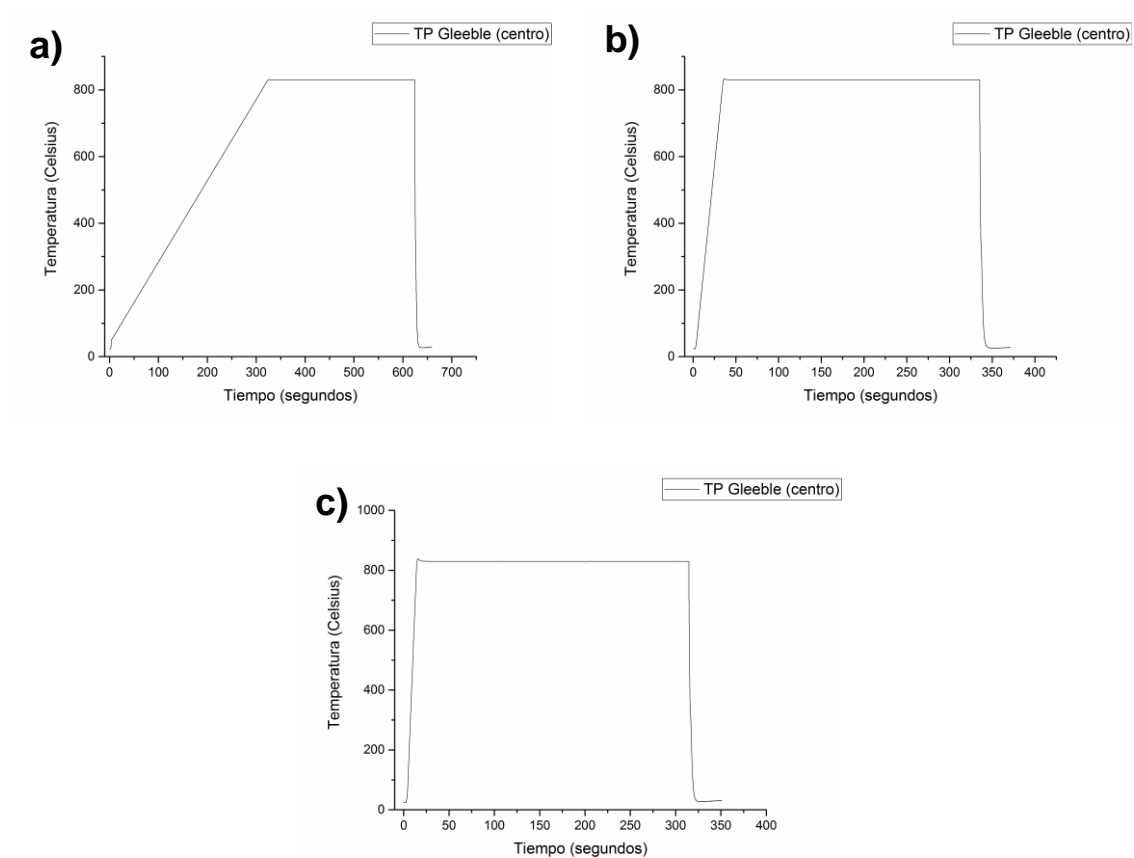 a)
TP Gleeble (centro)
Temperatura (Celsius)
800
600
400
200
0
0 100 200 300 400 500 600 700
Tiempo (segundos)
b)
TP Gleeble (centro)
Temperatura (Celsius)
800
600
400
200
0
0 50 100 150 200 250 300 350 400
Tiempo (segundos)
c)
TP Gleeble (centro)
Temperatura (Celsius)
1000
800
600
400
200
0
0 50 100 150 200 250 300 350 400
Tiempo (segundos)